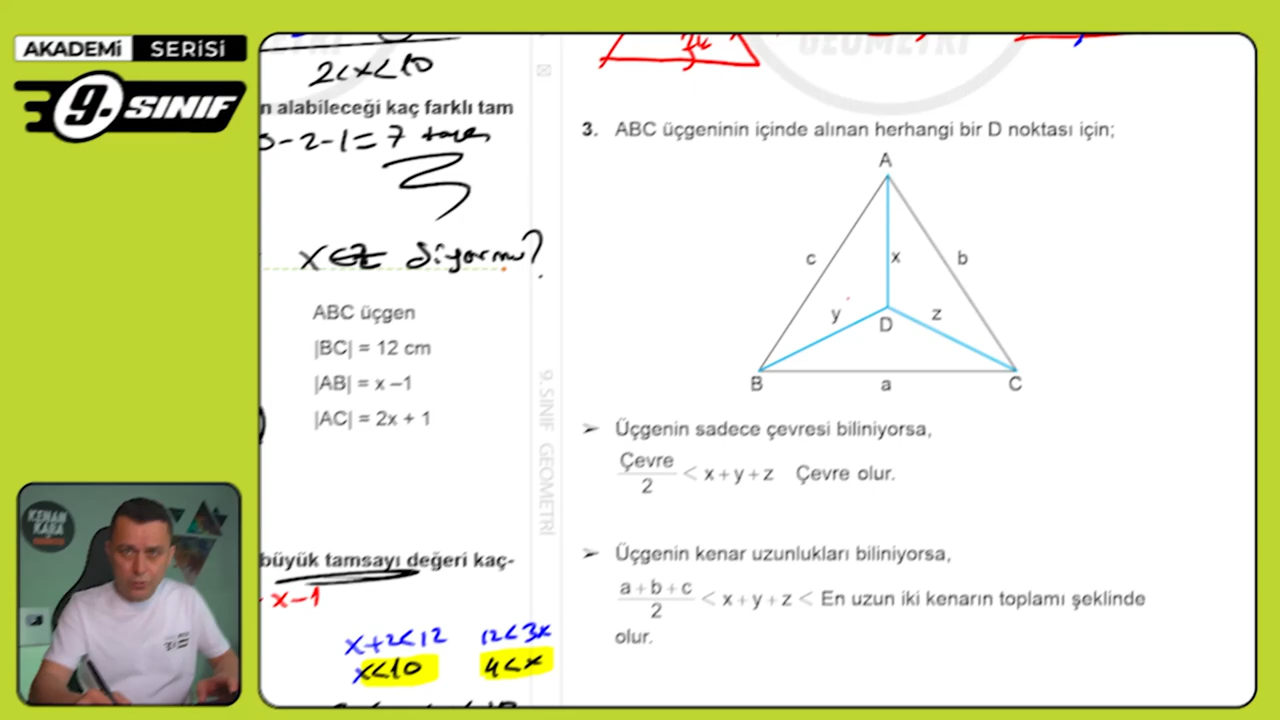 AKADEMİ SERİSİ
9. SINIF
2<x<10
n alabileceği kaç farklı tam
-2-1=7 tane
x∈Z diyormu?
ABC üçgen
|BC| = 12 cm
|AB| = x –1
|AC| = 2x + 1
büyük tamsayı değeri kaç-
x-1
x+2<12 12<3x
x<10 4<x
9. SINIF GEOMETRİ
GEOMETRİ
3. ABC üçgeninin içinde alınan herhangi bir D noktası için;
A
c x b
y D z
B a C
➢ Üçgenin sadece çevresi biliniyorsa,
Çevre/2 < x + y + z Çevre olur.
➢ Üçgenin kenar uzunlukları biliniyorsa,
a + b + c/2 < x + y + z < En uzun iki kenarın toplamı şeklinde
olur.
KENAN KARA